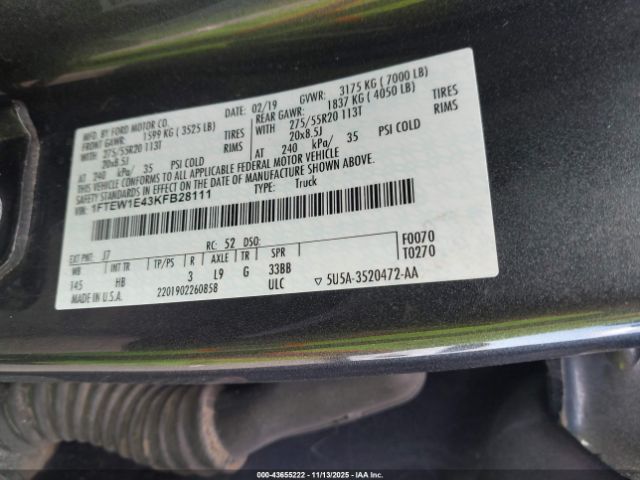 MFD. BY FORD MOTOR CO.
DATE: 02/19 GVWR: 3175 KG ( 7000 LB)
FRONT GAWR: 1599 KG ( 3525 LB) REAR GAWR: 1837 KG ( 4050 LB)
WITH 275/55R20 113T TIRES WITH 275/55R20 113T TIRES
20x8.5J RIMS 20x8.5J RIMS
AT 240 kPa/ 35 PSI COLD AT 240 kPa/ 35 PSI COLD
THIS VEHICLE CONFORMS TO ALL APPLICABLE FEDERAL MOTOR VEHICLE
SAFETY STANDARDS IN EFFECT ON THE DATE OF MANUFACTURE SHOWN ABOVE.
VIN: 1FTEW1E43KFB28111 TYPE: Truck
EXT PNT: J7 RC: 52 DSO: F0070
WB INT TR TP/PS R AXLE TR SPR T0270
145 HB 3 L9 G 33BB
MADE IN U.S.A. 2201902260858 ULC 5U5A-3520472-AA
000-43655222 - 11/13/2025 - IAAI.COM